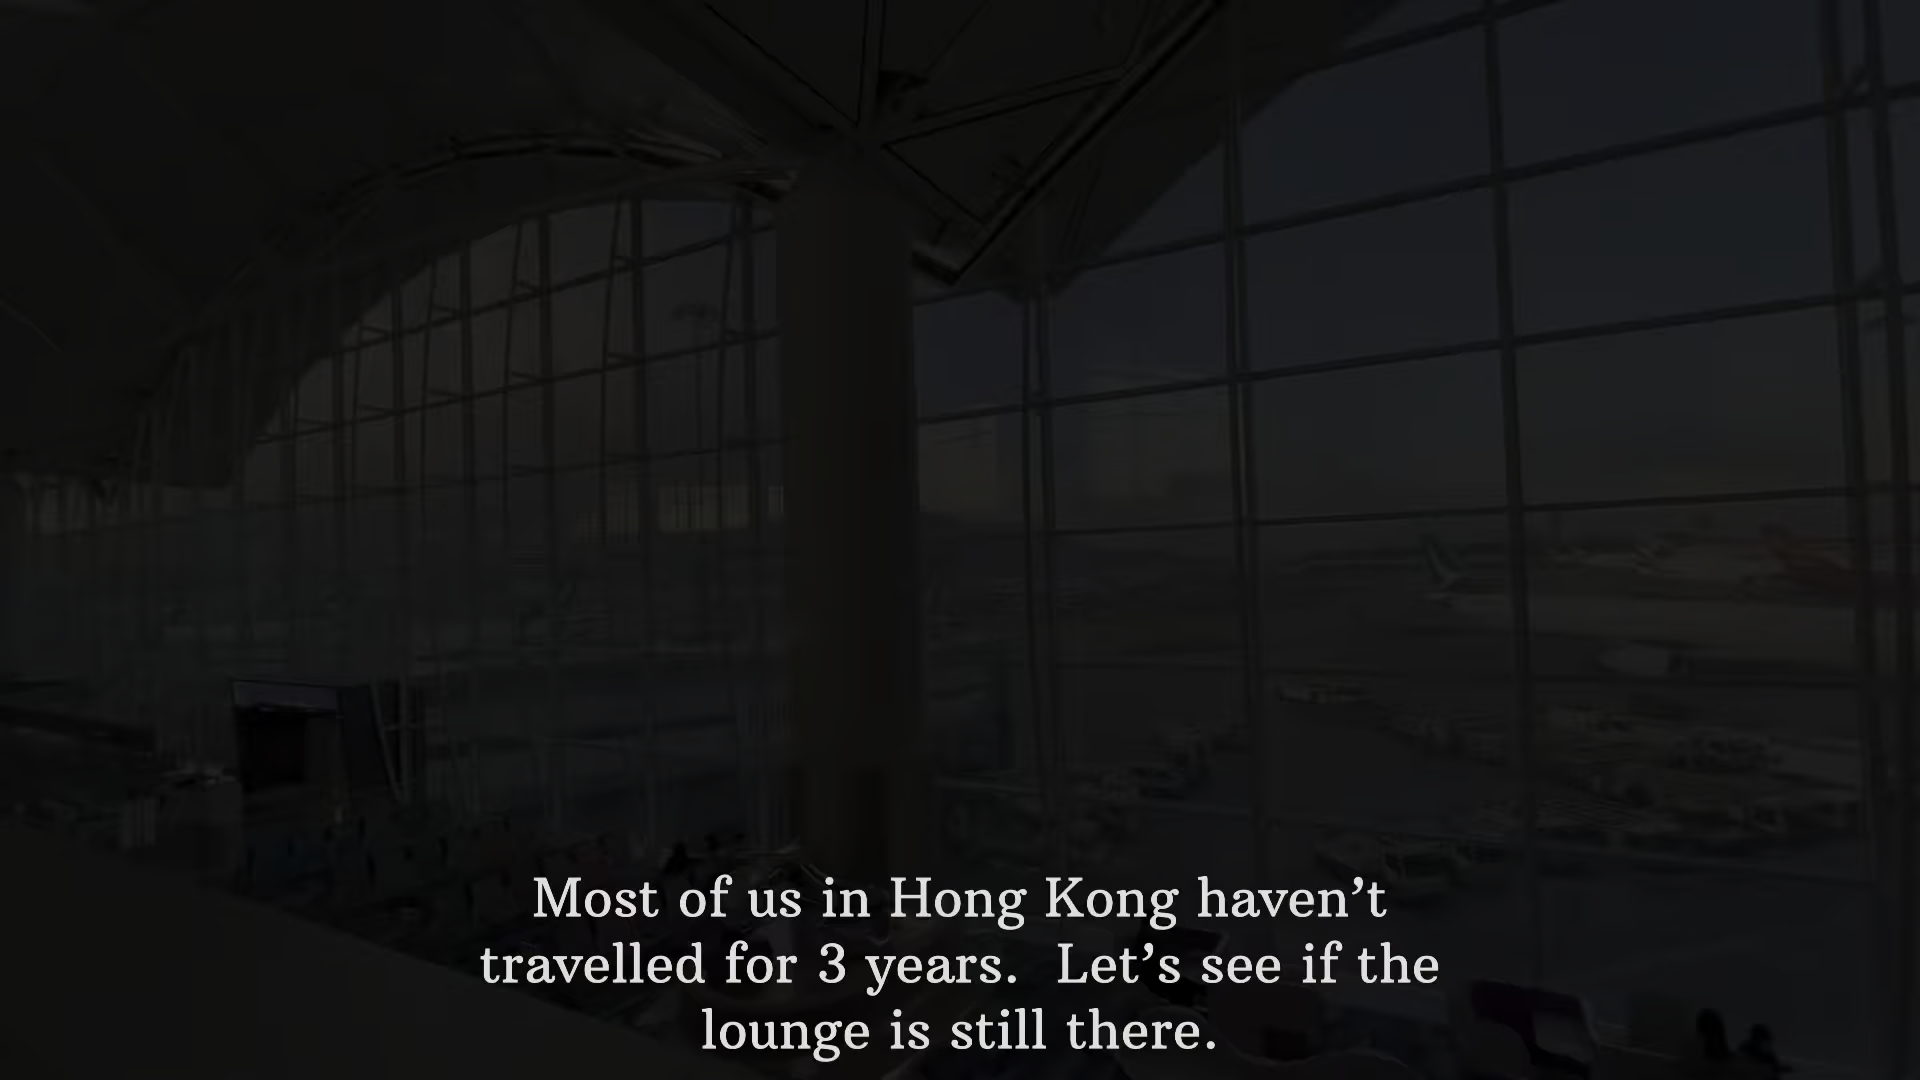 Most of us in Hong Kong haven’t
travelled for 3 years.  Let’s see if the
lounge is still there.